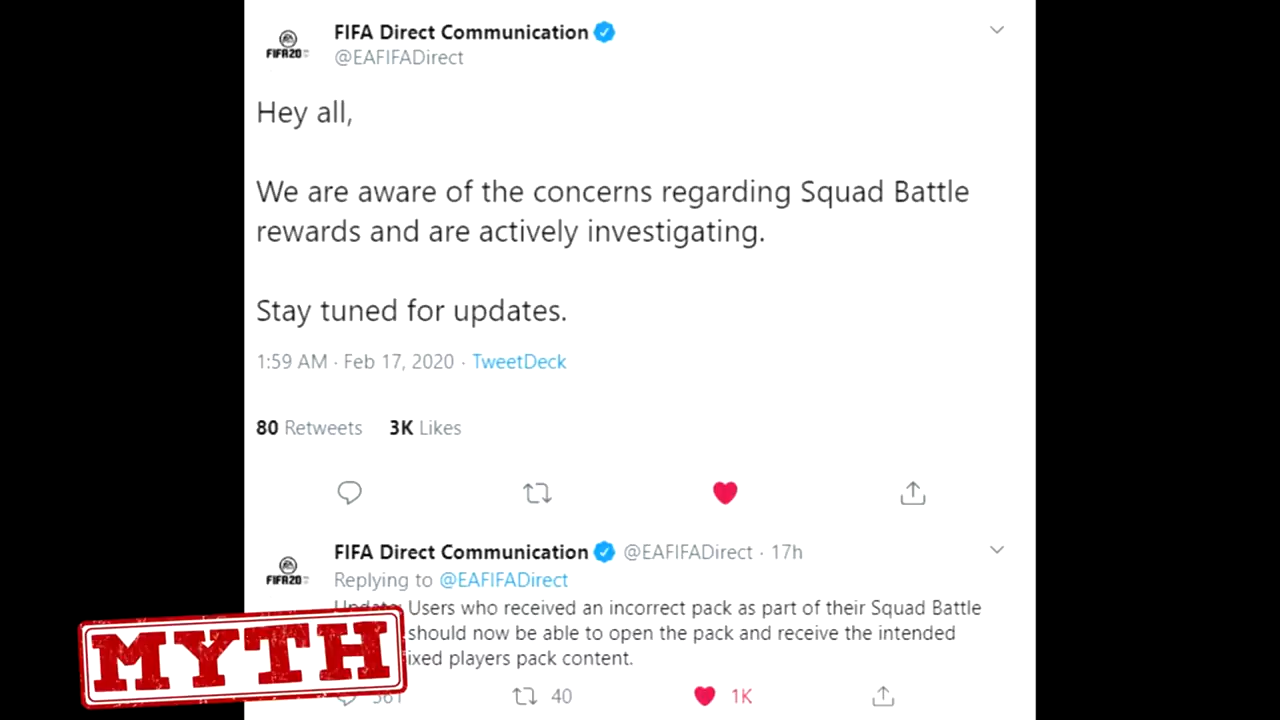 FIFA Direct Communication
@EAFIFADirect
FIFA20
Hey all,
We are aware of the concerns regarding Squad Battle
rewards and are actively investigating.
Stay tuned for updates.
1:59 AM · Feb 17, 2020 · TweetDeck
80 Retweets 3K Likes
FIFA Direct Communication @EAFIFADirect · 17h
FIFA20
Replying to @EAFIFADirect
Users who received an incorrect pack as part of their Squad Battle
should now be able to open the pack and receive the intended
ixed players pack content.
MYTH
40 1K